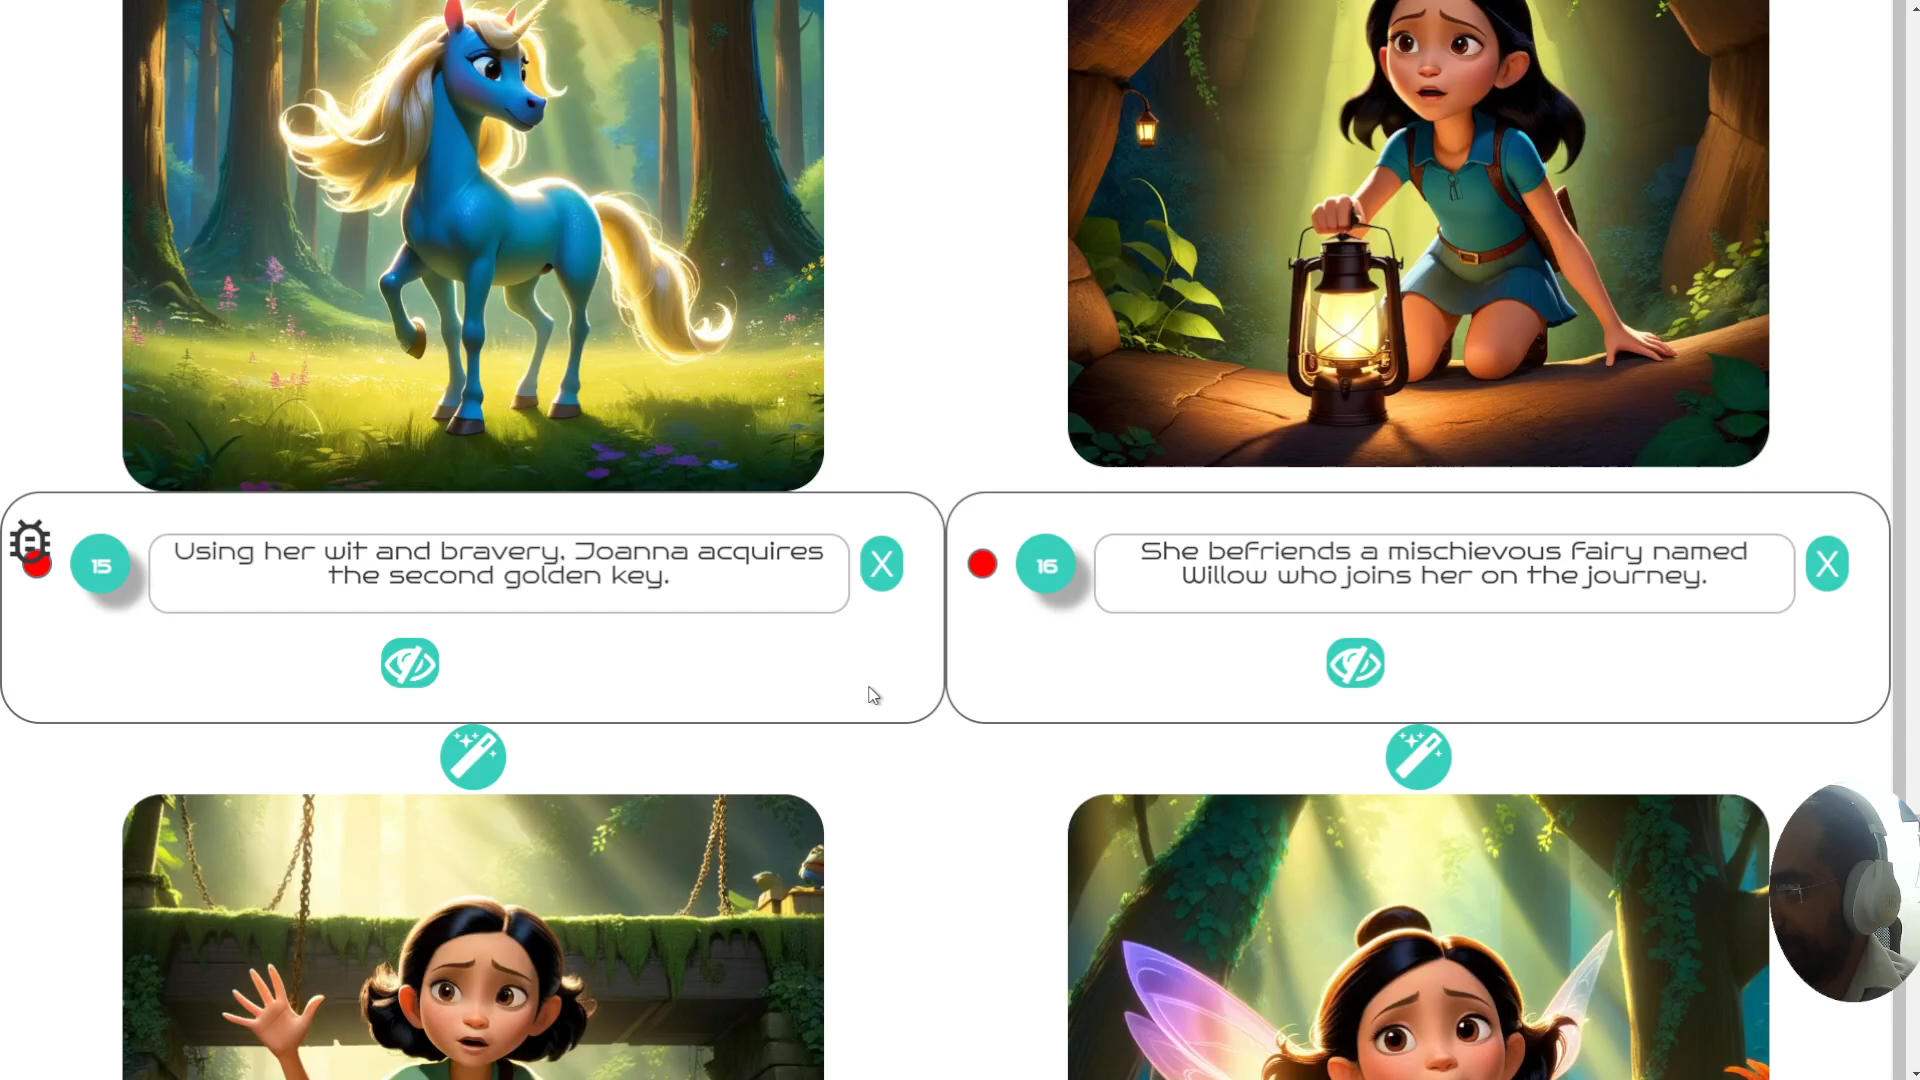 15
Using her wit and bravery, Joanna acquires
the second golden key.
X
16
She befriends a mischievous fairy named
Willow who joins her on the journey.
X